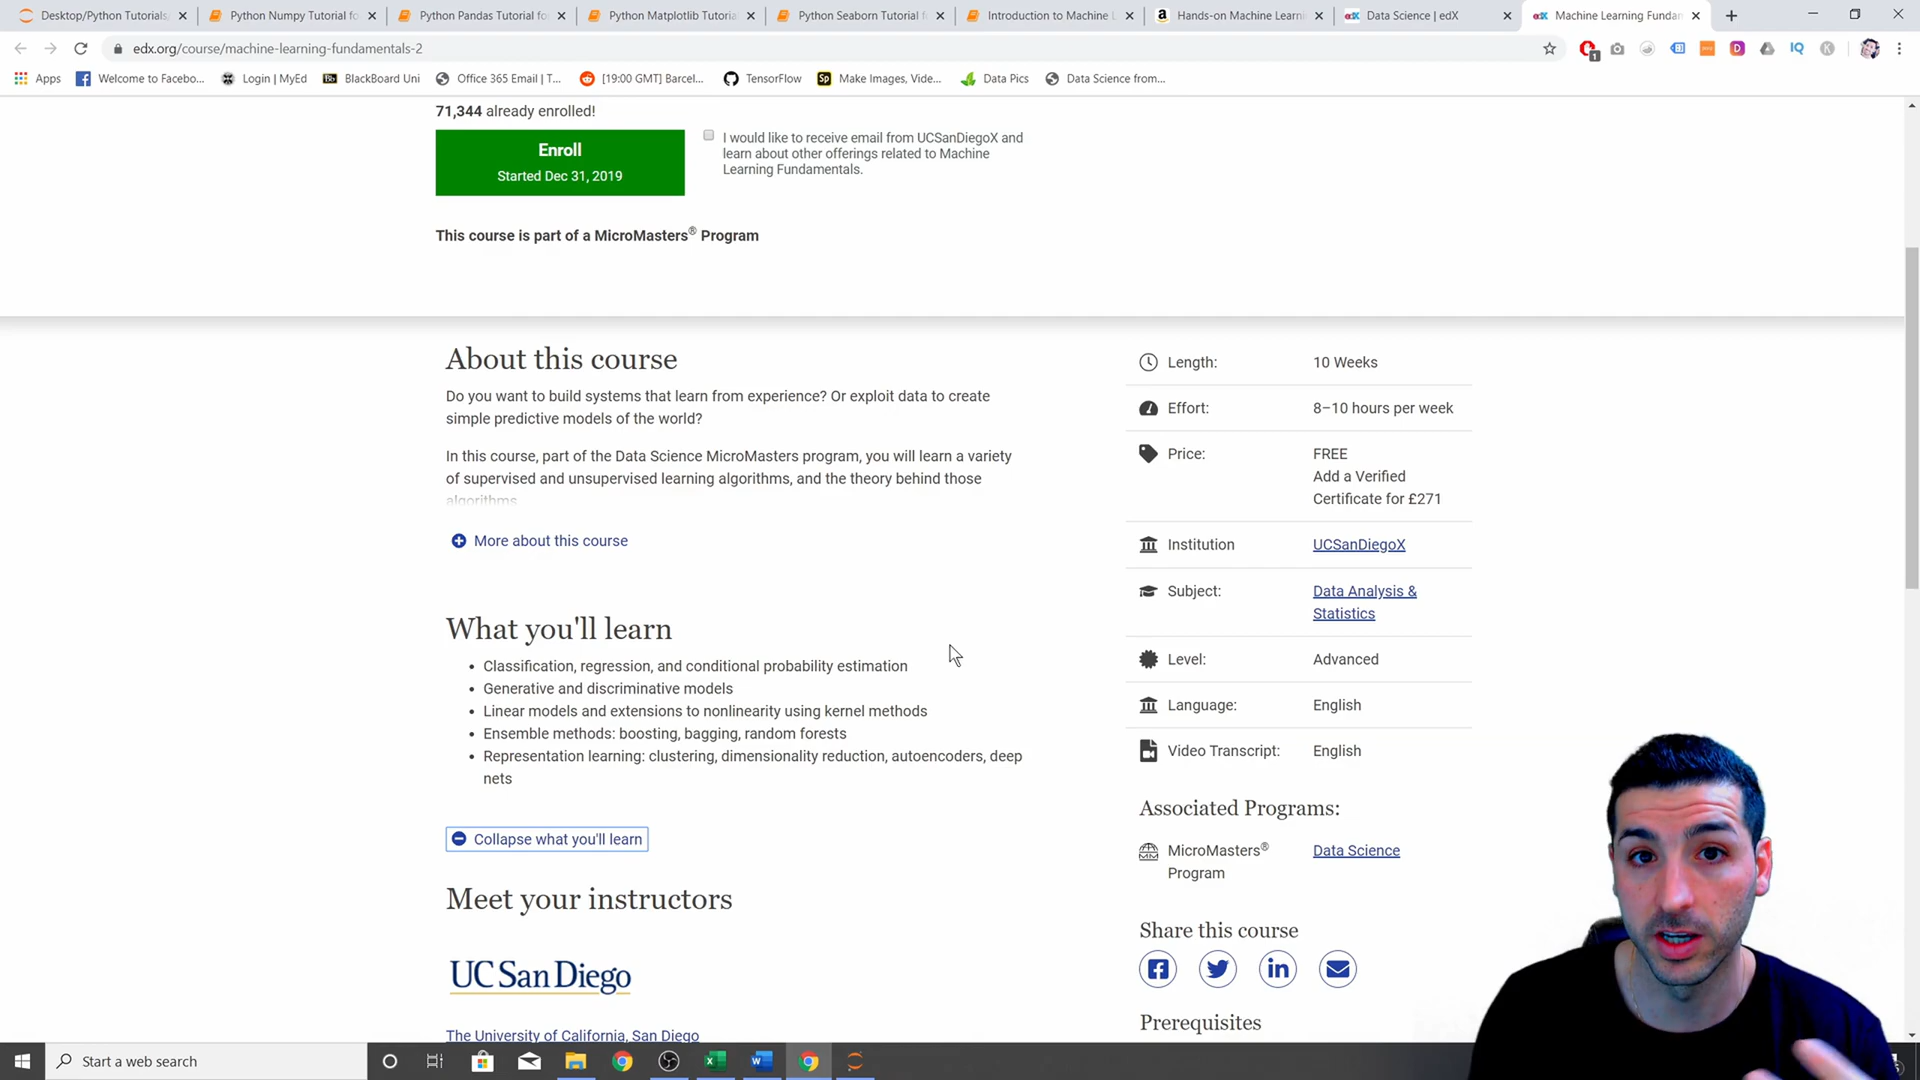 Desktop/Python Tutorials
Python Numpy Tutorial fo
Python Pandas Tutorial fo
Python Matplotlib Tutoria
Python Seaborn Tutorial f
Introduction to Machine L
Hands-on Machine Learni
Data Science | edX
Machine Learning Fundan
edx.org/course/machine-learning-fundamentals-2
Apps
Welcome to Facebo...
Login | MyEd
BlackBoard Uni
Office 365 Email | T...
[19:00 GMT] Barcel...
TensorFlow
Make Images, Vide...
Data Pics
Data Science from...
71,344 already enrolled!
Enroll
Started Dec 31, 2019
I would like to receive email from UCSanDiegoX and
learn about other offerings related to Machine
Learning Fundamentals.
This course is part of a MicroMasters® Program
About this course
Do you want to build systems that learn from experience? Or exploit data to create
simple predictive models of the world?
In this course, part of the Data Science MicroMasters program, you will learn a variety
of supervised and unsupervised learning algorithms, and the theory behind those
algorithms
More about this course
What you'll learn
• Classification, regression, and conditional probability estimation
• Generative and discriminative models
• Linear models and extensions to nonlinearity using kernel methods
• Ensemble methods: boosting, bagging, random forests
• Representation learning: clustering, dimensionality reduction, autoencoders, deep
nets
Collapse what you'll learn
Meet your instructors
UC San Diego
The University of California, San Diego
Length: 10 Weeks
Effort: 8–10 hours per week
Price: FREE
Add a Verified
Certificate for £271
Institution UCSanDiegoX
Subject: Data Analysis &
Statistics
Level: Advanced
Language: English
Video Transcript: English
Associated Programs:
MicroMasters® Data Science
Program
Share this course
Prerequisites
Start a web search